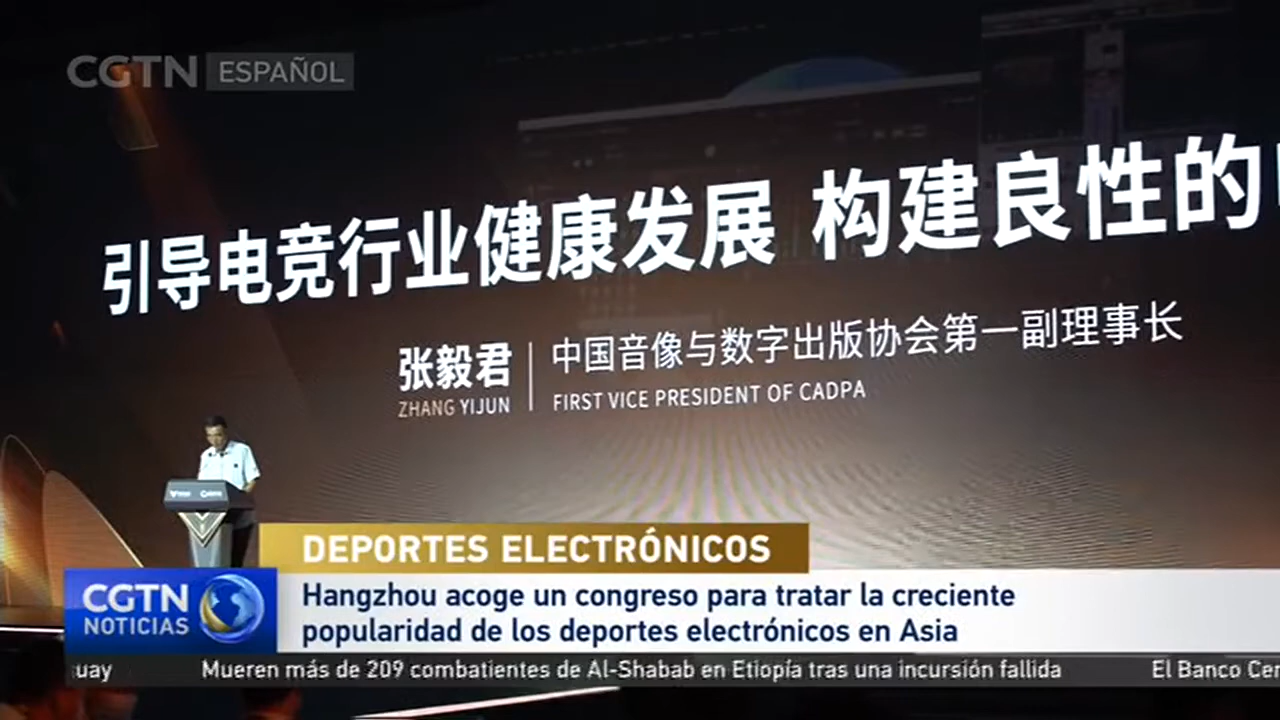 CGTN ESPAÑOL
引导电竞行业健康发展 构建良性的
张毅君
ZHANG YIJUN
中国音像与数字出版协会第一副理事长
FIRST VICE PRESIDENT OF CADPA
DEPORTES ELECTRÓNICOS
CGTN
NOTICIAS
Hangzhou acoge un congreso para tratar la creciente
popularidad de los deportes electrónicos en Asia
uay Mueren más de 209 combatientes de Al-Shabab en Etiopía tras una incursión fallida El Banco Cen